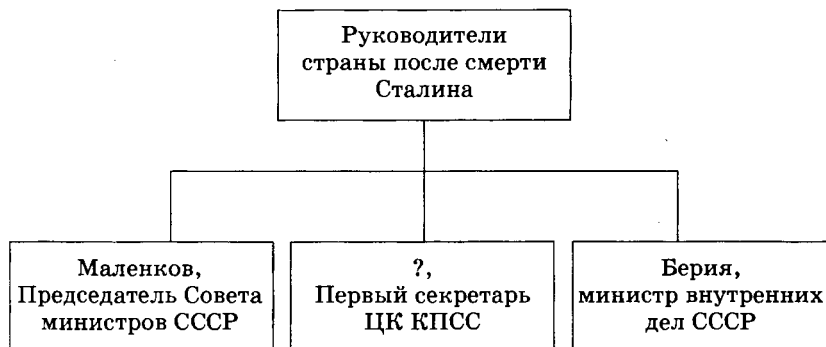 Руководители
страны после смерти
Сталина
Маленков,
Председатель Совета
министров СССР
?,
Первый секретарь
ЦК КПСС
Берия,
министр внутренних
дел СССР